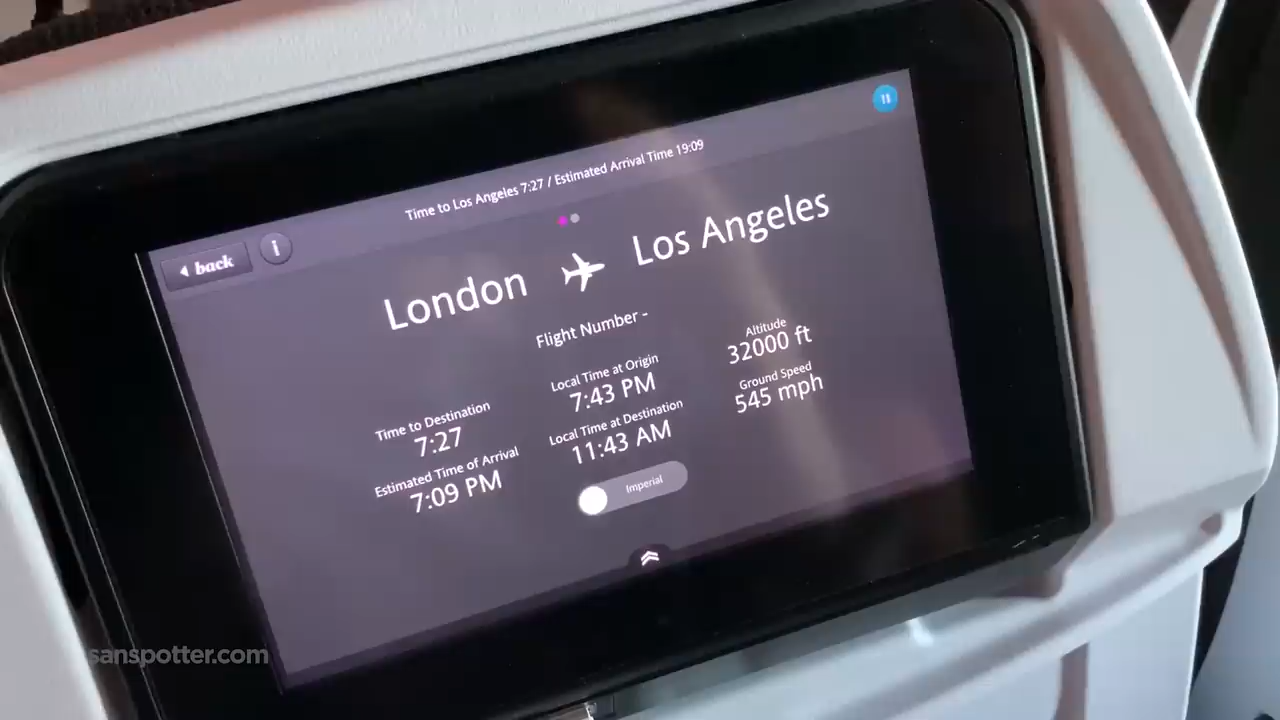 Time to Los Angeles 7:27 / Estimated Arrival Time 19:09
back
i
London
Los Angeles
Flight Number -
Time to Destination
7:27
Estimated Time of Arrival
7:09 PM
Local Time at Origin
7:43 PM
Local Time at Destination
11:43 AM
Altitude
32000 ft
Ground Speed
545 mph
Imperial
sanspotter.com